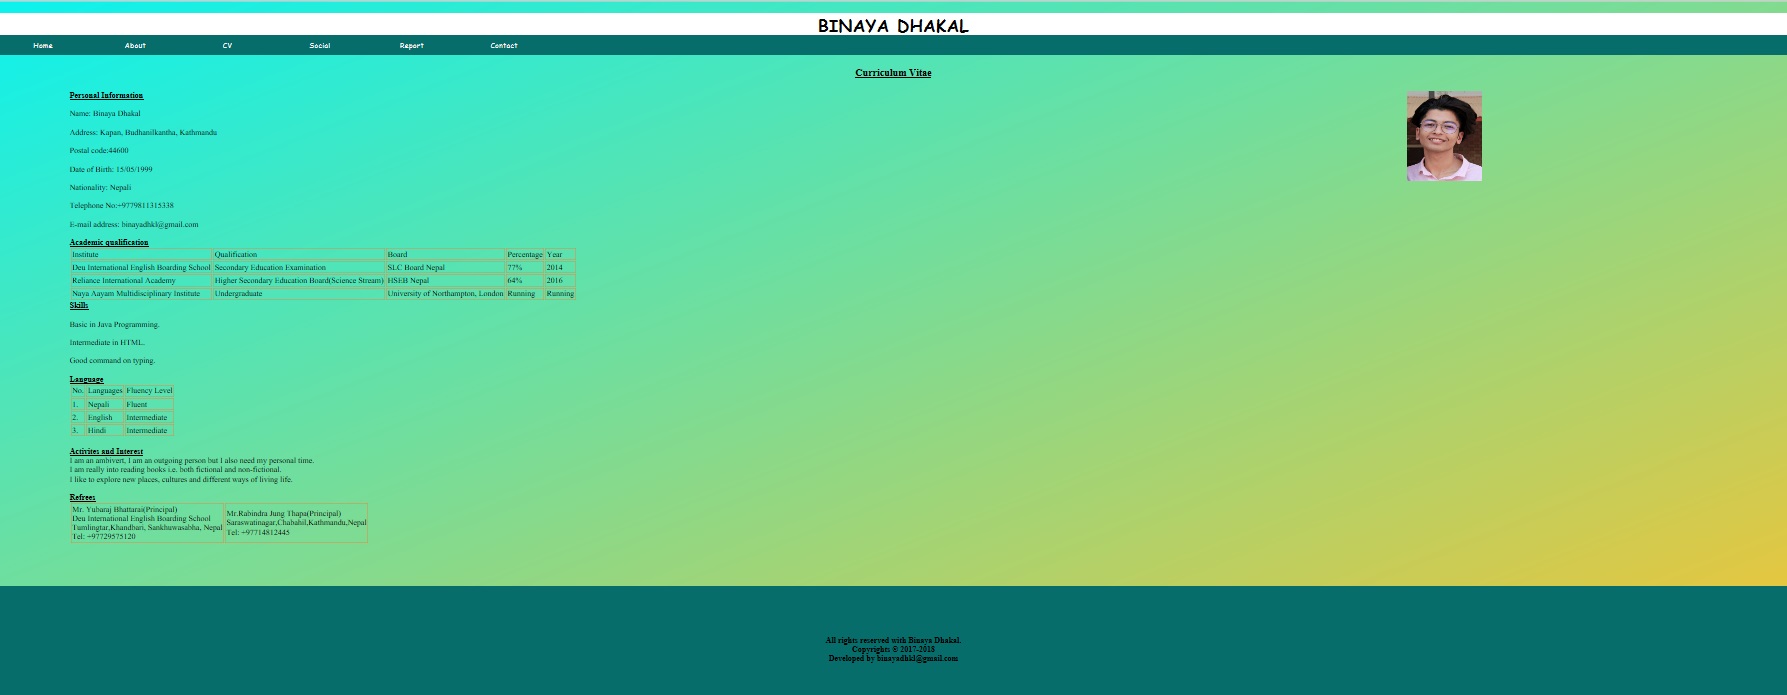 BINAYA DHAKAL
Home About CV Social Report Contact
Curriculum Vitae
Personal Information
Name: Binaya Dhakal
Address: Kapan, Budhanilkantha, Kathmandu
Postal code:44600
Date of Birth: 15/05/1999
Nationality: Nepali
Telephone No:+9779811315338
E-mail address: binayadhkl@gmail.com
Academic qualification
Institute Qualification Board Percentage Year
Deu International English Boarding School Secondary Education Examination SLC Board Nepal 77% 2014
Reliance International Academy Higher Secondary Education Board(Science Stream) HSEB Nepal 64% 2016
Naya Aayam Multidisciplinary Institute Undergraduate University of Northampton, London Running Running
Skills
Basic in Java Programming.
Intermediate in HTML.
Good command on typing.
Language
No. Languages Fluency Level
1. Nepali Fluent
2. English Intermediate
3. Hindi Intermediate
Activites and Interest
I am an ambivert, I am an outgoing person but I also need my personal time.
I am really into reading books i.e. both fictional and non-fictional.
I like to explore new places, cultures and different ways of living life.
Refrees
Mr. Yubaraj Bhattarai(Principal)
Deu International English Boarding School
Tumlingtar,Khandbari, Sankhuwasabha, Nepal
Tel: +97729575120
Mr.Rabindra Jung Thapa(Principal)
Saraswatinagar,Chabahil,Kathmandu,Nepal
Tel: +97714812445
All rights reserved with Binaya Dhakal.
Copyrights © 2017-2018
Developed by binayadhkl@gmail.com